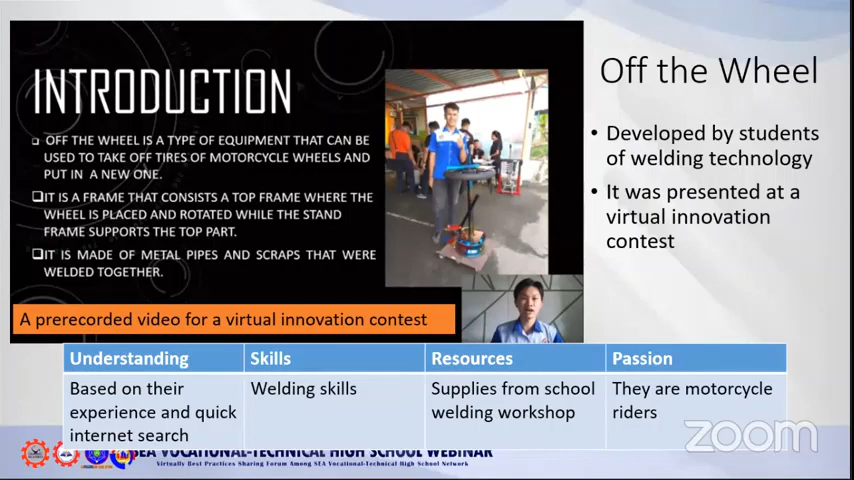 INTRODUCTION
OFF THE WHEEL IS A TYPE OF EQUIPMENT THAT CAN BE
USED TO TAKE OFF TIRES OF MOTORCYCLE WHEELS AND
PUT IN A NEW ONE.
IT IS A FRAME THAT CONSISTS A TOP FRAME WHERE THE
WHEEL IS PLACED AND ROTATED WHILE THE STAND
FRAME SUPPORTS THE TOP PART.
IT IS MADE OF METAL PIPES AND SCRAPS THAT WERE
WELDED TOGETHER.
A prerecorded video for a virtual innovation contest
Off the Wheel
• Developed by students
of welding technology
• It was presented at a
virtual innovation
contest
Understanding
Skills
Resources
Passion
Based on their
experience and quick
internet search
Welding skills
Supplies from school
welding workshop
They are motorcycle
riders
zoom
SEA VOCATIONAL-TECHNICAL HIGH SCHOOL WEBINAR
Virtually Best Practices Sharing Forum Among SEA Vocational-Technical High School Network